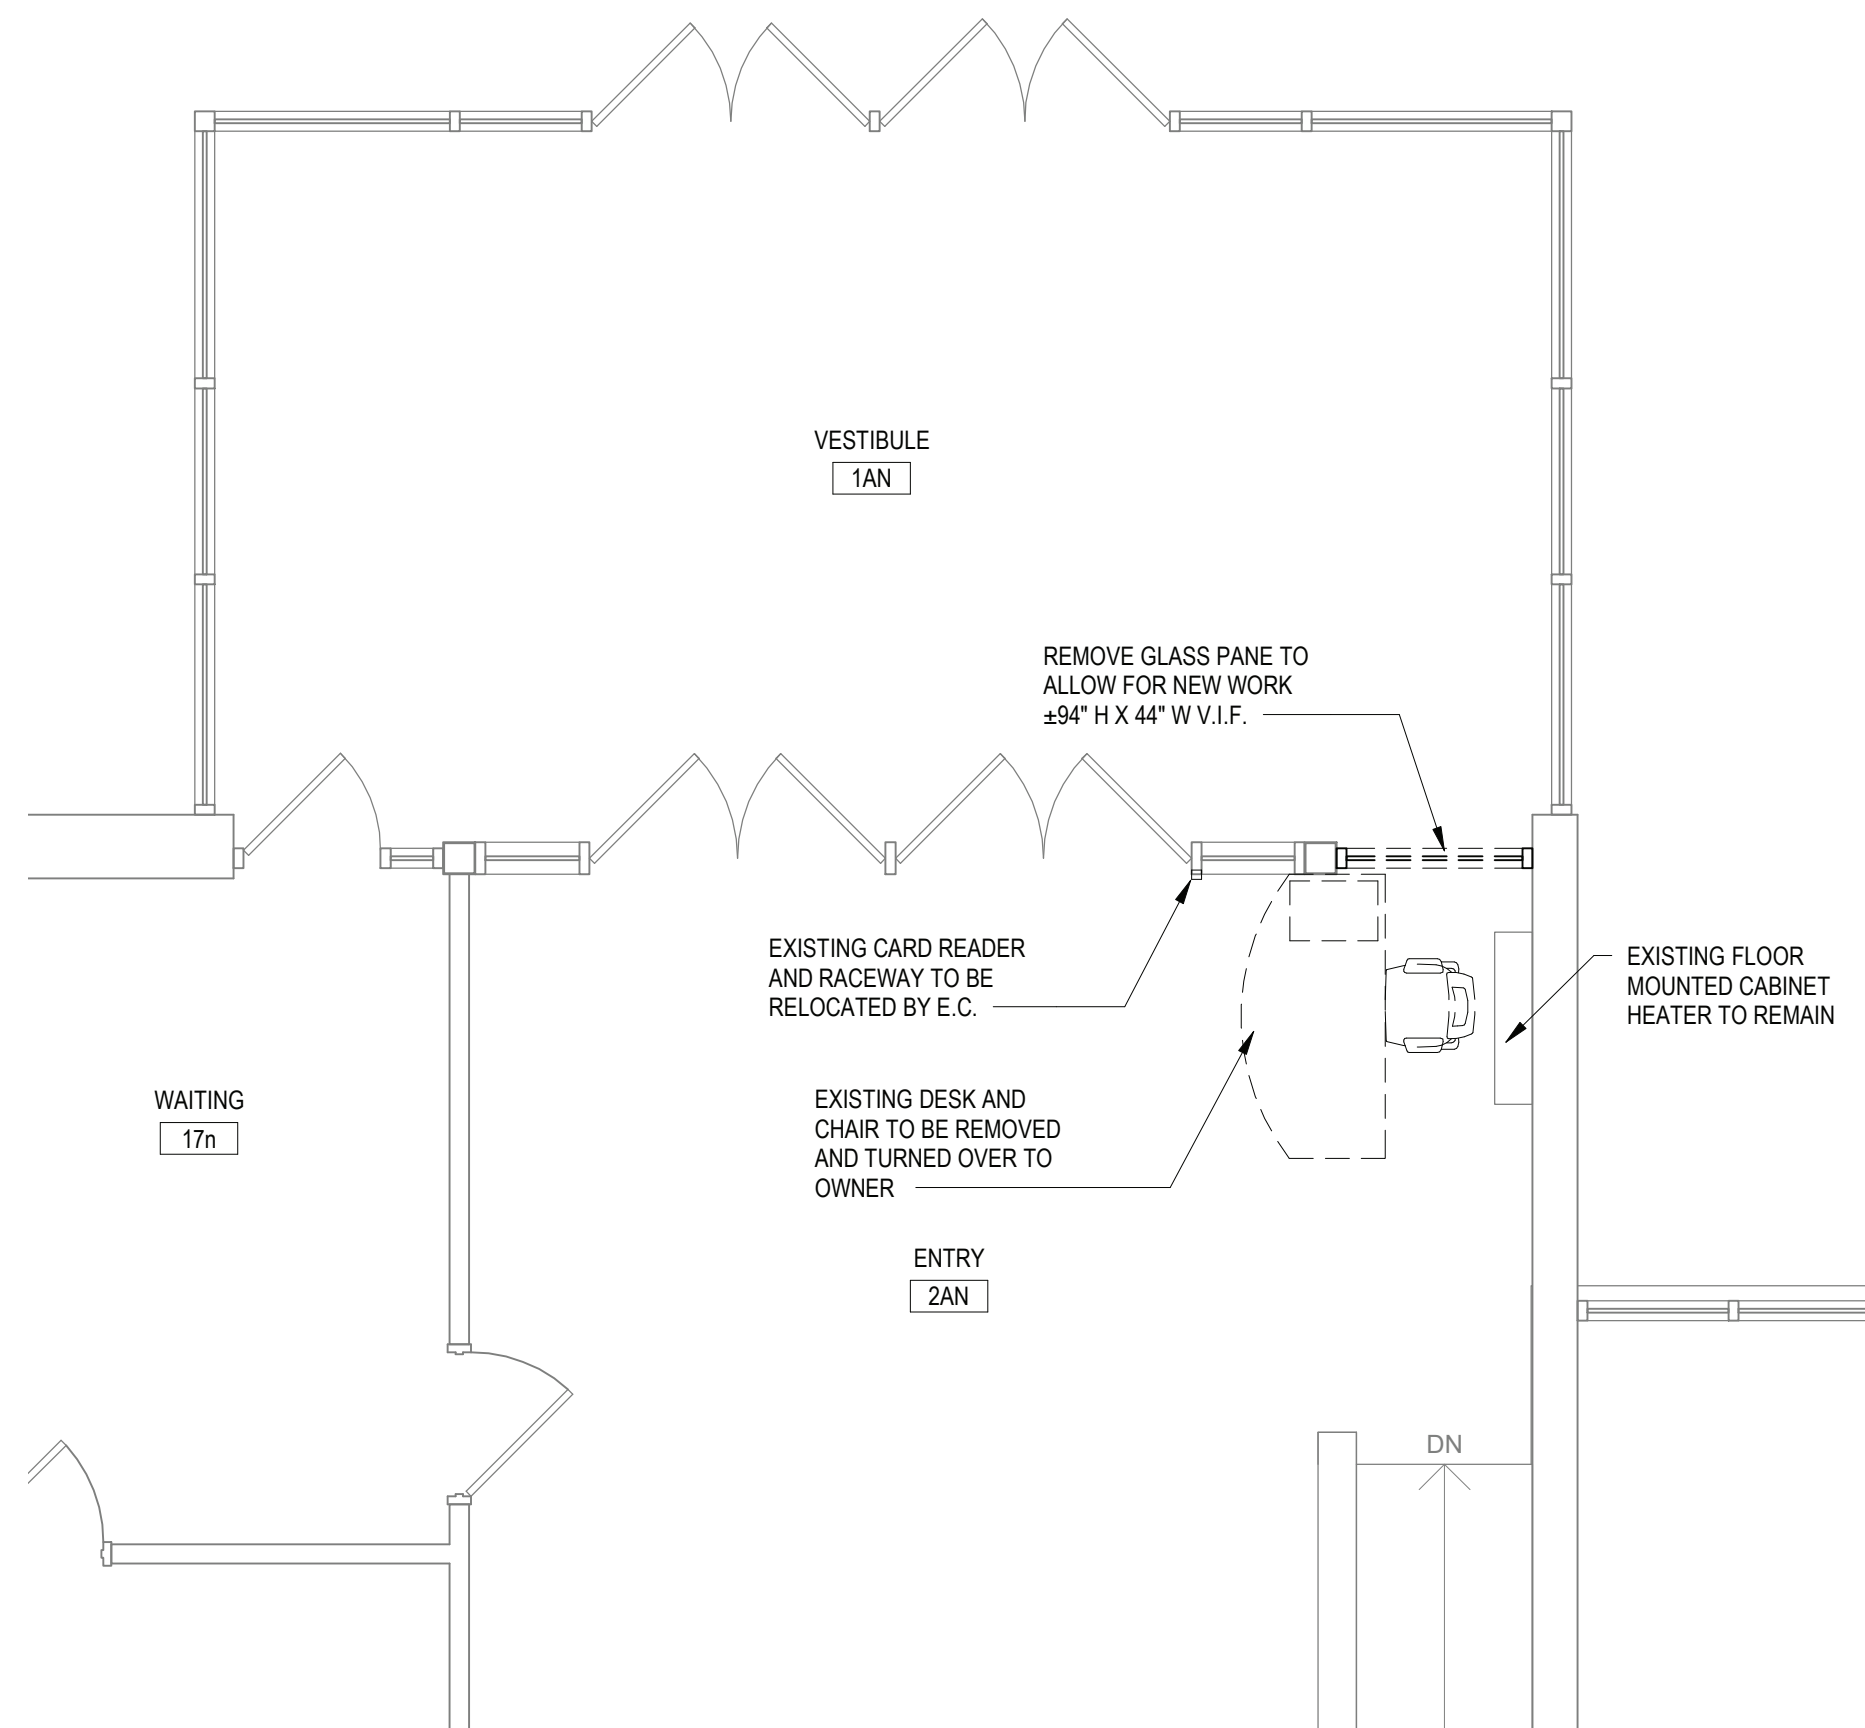 VESTIBULE
1AN
REMOVE GLASS PANE TO
ALLOW FOR NEW WORK
±94" H X 44" W V.I.F.
EXISTING CARD READER
AND RACEWAY TO BE
RELOCATED BY E.C.
EXISTING FLOOR
MOUNTED CABINET
HEATER TO REMAIN
WAITING
17n
EXISTING DESK AND
CHAIR TO BE REMOVED
AND TURNED OVER TO
OWNER
ENTRY
2AN
DN